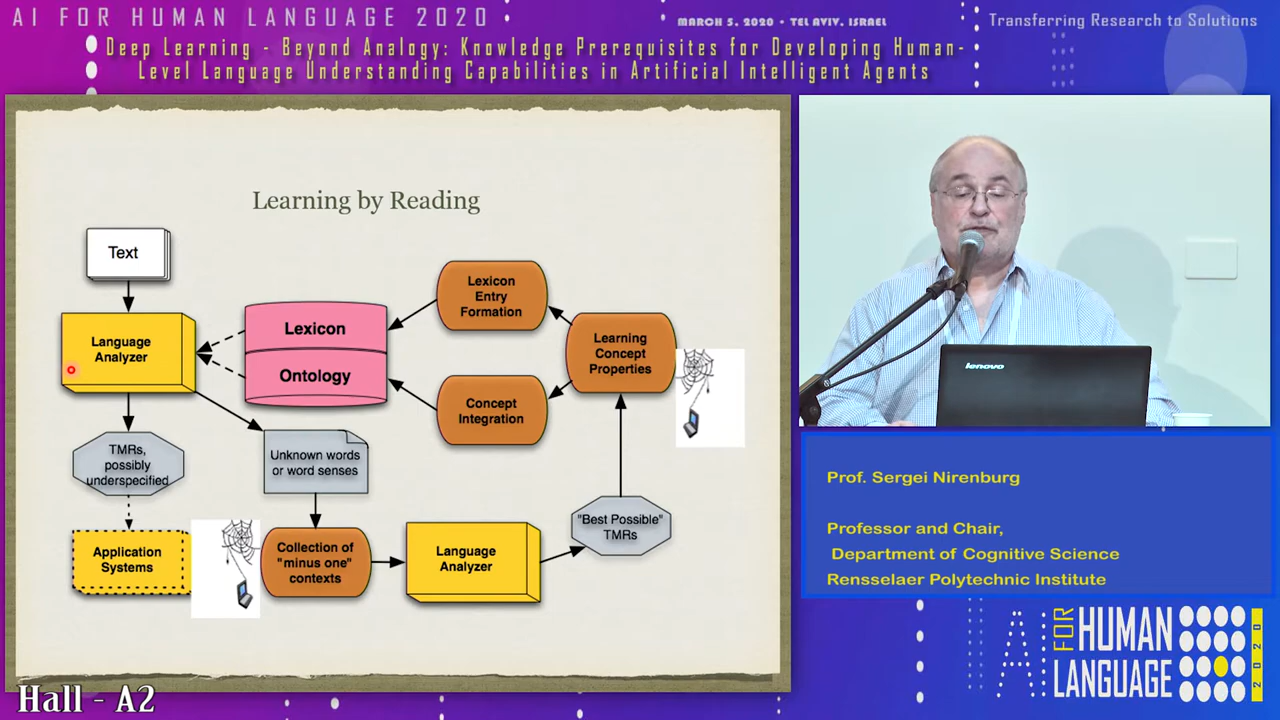 AI FOR HUMAN LANGUAGE 2020
MARCH 5, 2020 - TEL AVIV, ISRAEL
Transferring Research to Solutions
Deep Learning - Beyond Analogy: Knowledge Prerequisites for Developing Human-
Level Language Understanding Capabilities in Artificial Intelligent Agents
Learning by Reading
Text
Language
Analyzer
Lexicon
Ontology
Lexicon
Entry
Formation
Concept
Integration
Learning
Concept
Properties
TMRs,
possibly
underspecified
Unknown words
or word senses
Application
Systems
Collection of
"minus one"
contexts
Language
Analyzer
"Best Possible"
TMRs
lenovo
Prof. Sergei Nirenburg
Professor and Chair,
Department of Cognitive Science
Rensselaer Polytechnic Institute
AI FOR HUMAN
LANGUAGE 2020
Hall - A2